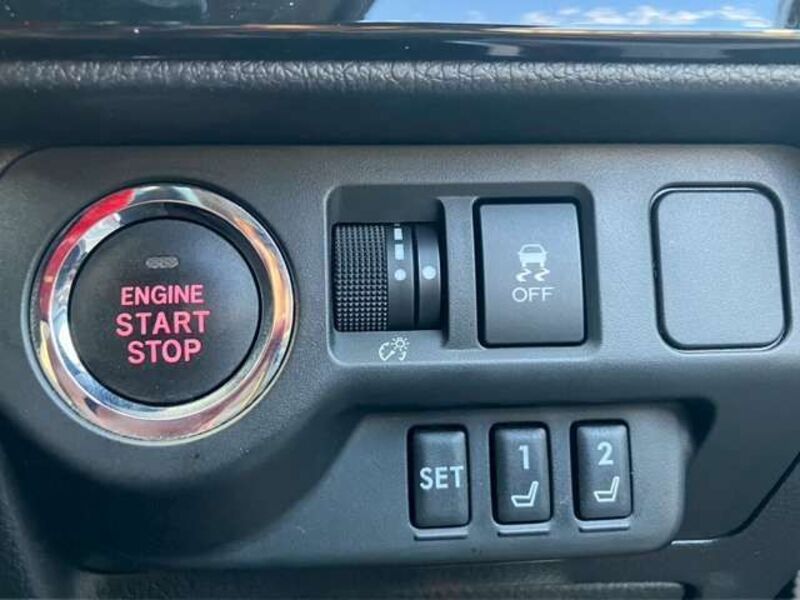 ENGINE
START
STOP
OFF
SET
1
2